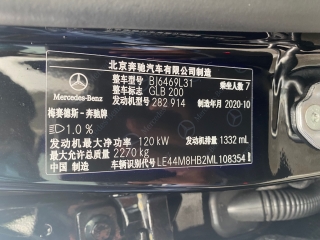 北京奔驰汽车有限公司制造
整车型号 BJ6469L31 乘坐人数 7
整车标志 GLB 200
Mercedes-Benz
发动机型号 282 914 制造年月 2020-10
梅赛德斯-奔驰牌
1.0 %
发动机最大净功率 120 kW 发动机排量 1332 mL
最大允许总质量 2270 kg
中国 制造 车辆识别代号 LE44M8HB2ML108354